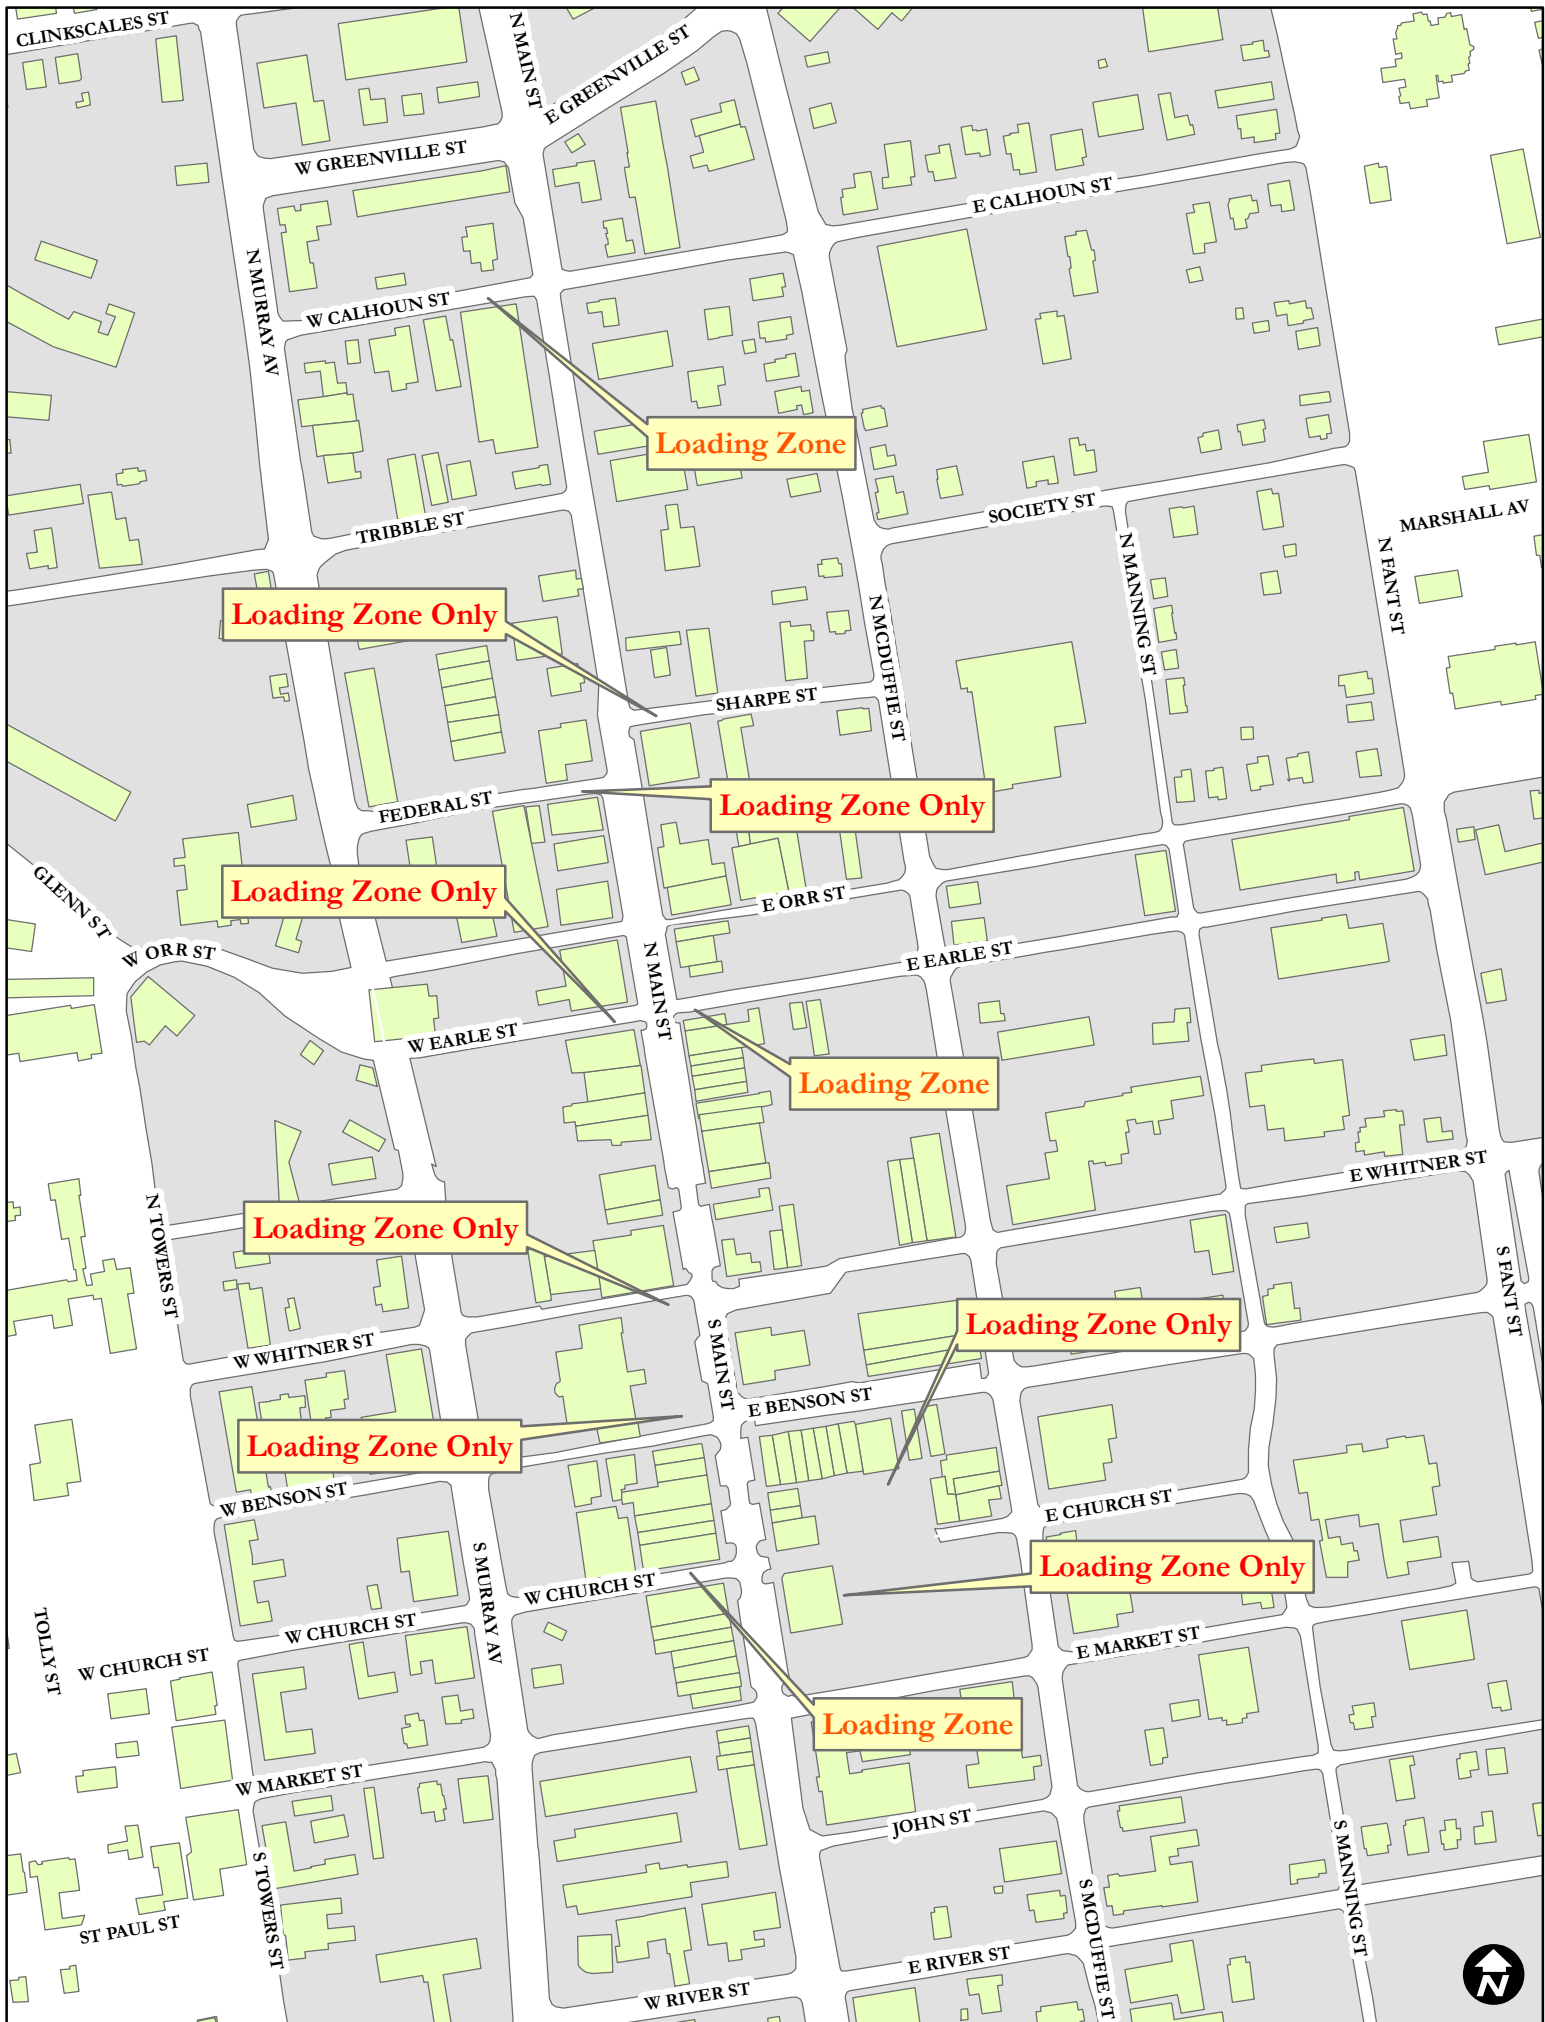 CLINKSCALES ST
N MAIN ST
E GREENVILLE ST
W GREENVILLE ST
E CALHOUN ST
N MURRAY AV
W CALHOUN ST
Loading Zone
TRIBBLE ST
SOCIETY ST
MARSHALL AV
N MANNING ST
N FANT ST
Loading Zone Only
N MCDUFFIE ST
SHARPE ST
FEDERAL ST
Loading Zone Only
GLENN ST
Loading Zone Only
E ORR ST
W ORR ST
N MAIN ST
E EARLE ST
W EARLE ST
Loading Zone
E WHITNER ST
N TOWERS ST
Loading Zone Only
S FANT ST
S MAIN ST
Loading Zone Only
W WHITNER ST
E BENSON ST
Loading Zone Only
W BENSON ST
E CHURCH ST
S MURRAY AV
Loading Zone Only
W CHURCH ST
TOLLY ST
W CHURCH ST
W CHURCH ST
E MARKET ST
Loading Zone
W MARKET ST
JOHN ST
S MANNING ST
S TOWERS ST
S MCDUFFIE ST
ST PAUL ST
E RIVER ST
W RIVER ST
N